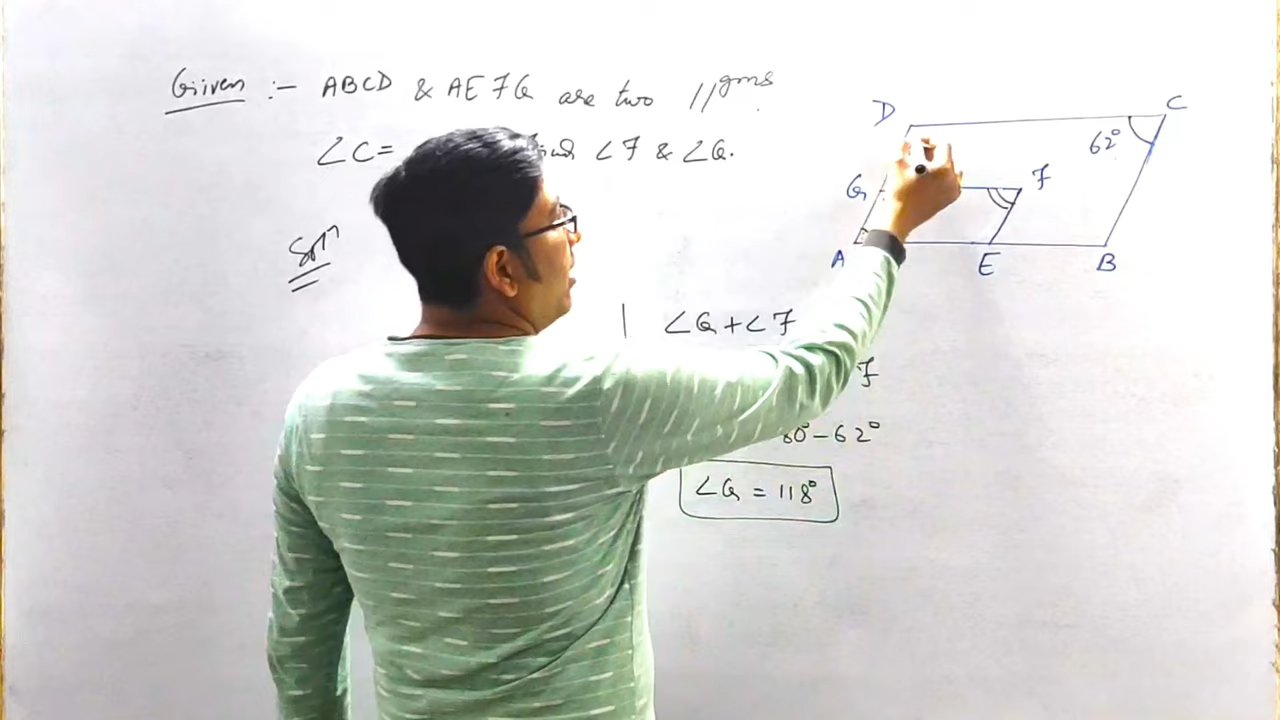 Given :- ABCD & AEFG are two ||gms.
∠C= ∠F & ∠G.
Solⁿ
D C
62°
G F
A E B
∠G+∠F
F
80°-62°
∠G = 118°